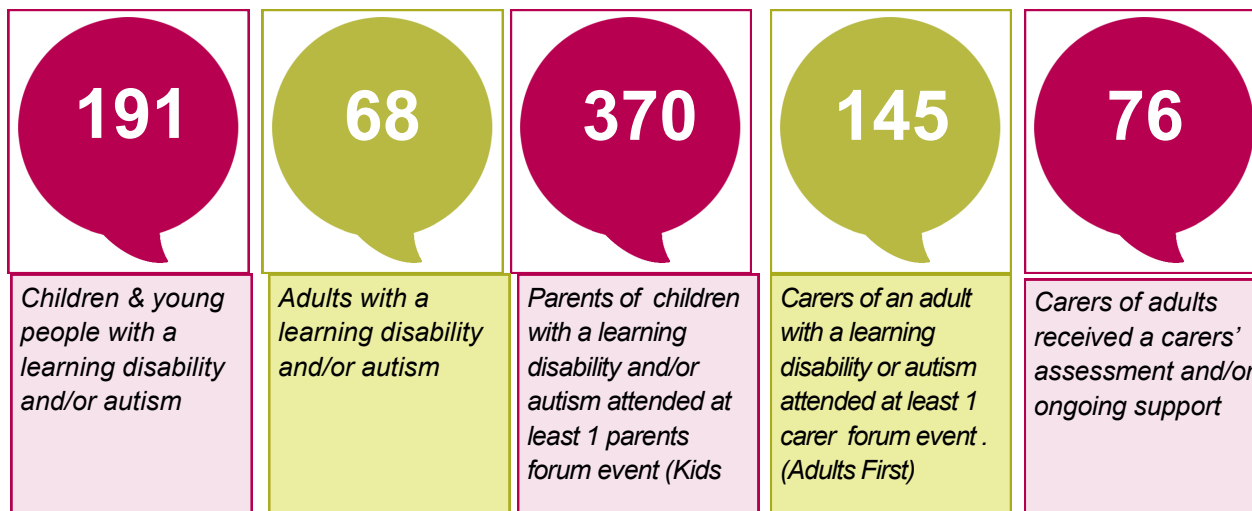 191
68
370
145
76
Children & young
people with a
learning disability
and/or autism
Adults with a
learning disability
and/or autism
Parents of children
with a learning
disability and/or
autism attended at
least 1 parents
forum event (Kids
Carers of an adult
with a learning
disability or autism
attended at least 1
carer forum event .
(Adults First)
Carers of adults
received a carers’
assessment and/or
ongoing support